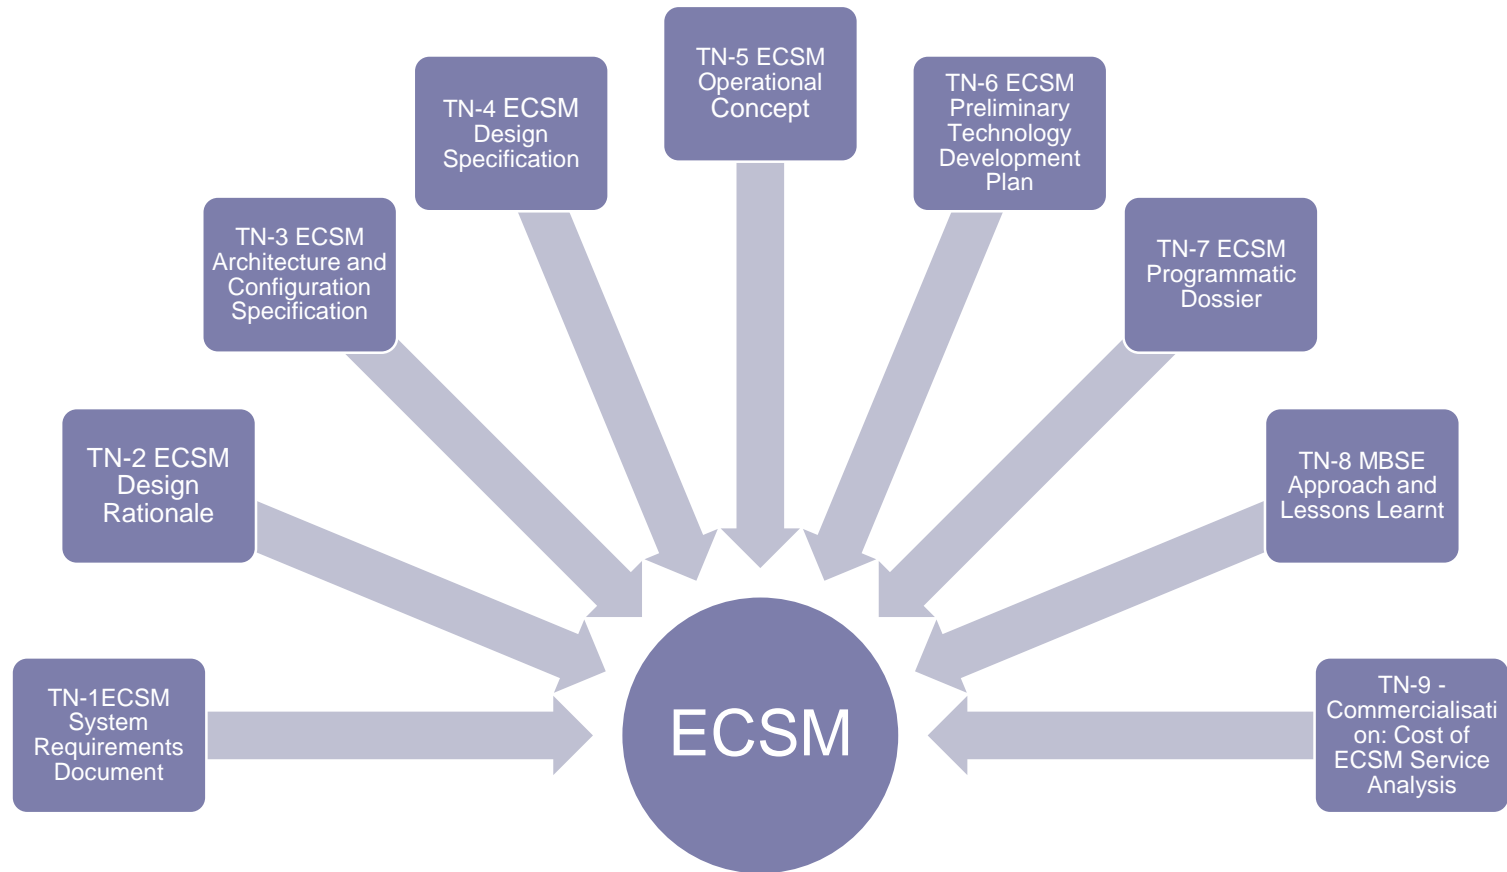 TN-1ECSM
System
Requirements
Document
TN-2 ECSM
Design
Rationale
TN-3 ECSM
Architecture and
Configuration
Specification
TN-4 ECSM
Design
Specification
TN-5 ECSM
Operational
Concept
TN-6 ECSM
Preliminary
Technology
Development
Plan
TN-7 ECSM
Programmatic
Dossier
TN-8 MBSE
Approach and
Lessons Learnt
TN-9 -
Commercialisati
on: Cost of
ECSM Service
Analysis
ECSM